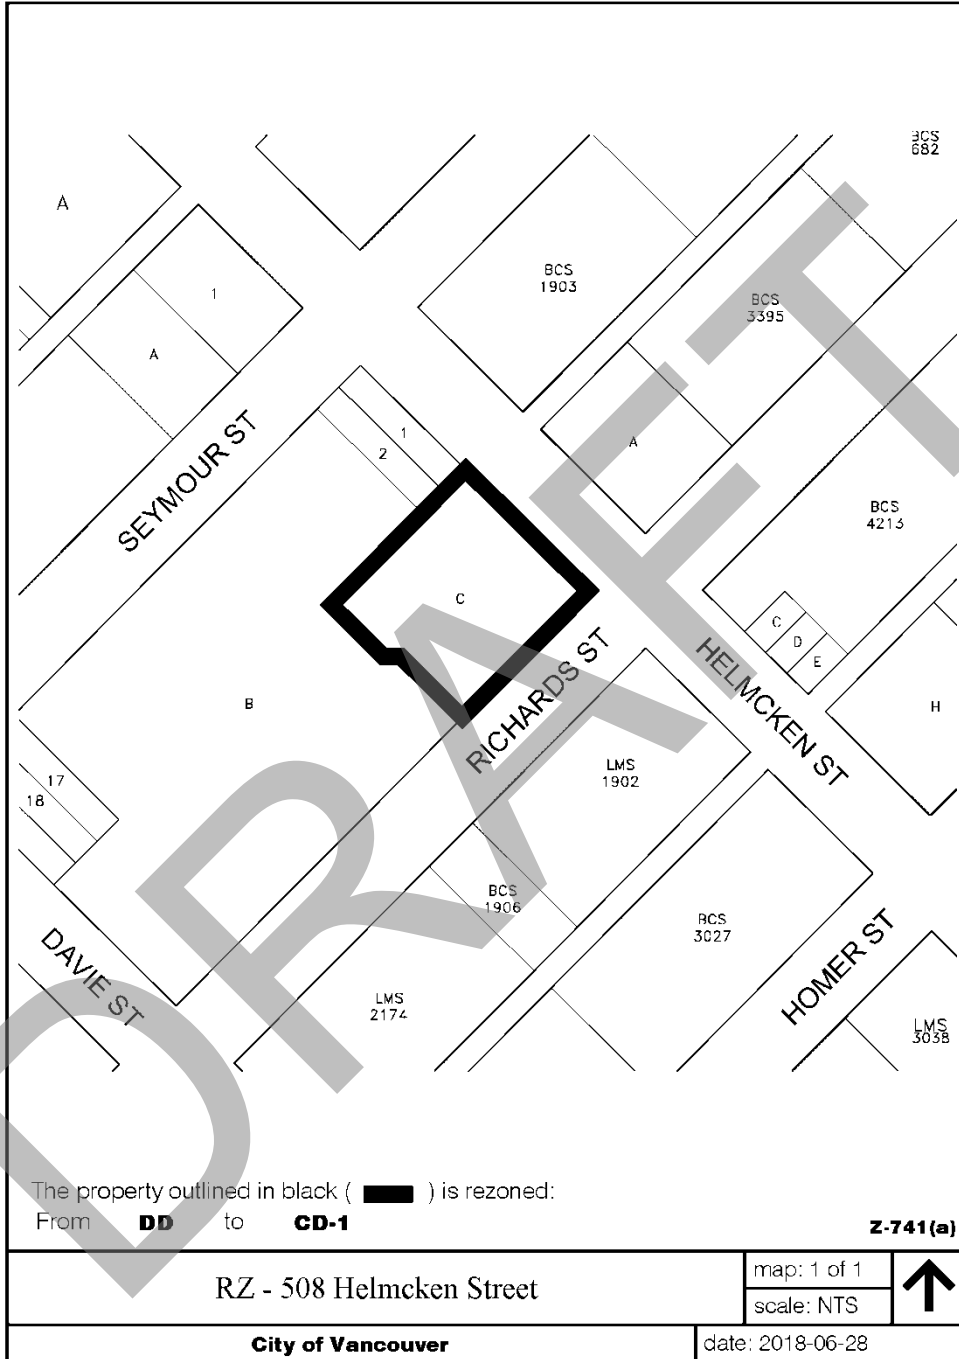 BCS
682
A
BCS
1903
1
BCS
3395
A
SEYMOUR ST
1
2
A
BCS
4213
C
C
D
E
RICHARDS ST
HELMCKEN ST
B
H
LMS
1902
17
18
BCS
1906
BCS
3027
DAVIE ST
HOMER ST
LMS
2174
LMS
3038
DRAFT
The property outlined in black ( ) is rezoned:
From DD to CD-1
Z-741(a)
RZ - 508 Helmcken Street
map: 1 of 1
scale: NTS
City of Vancouver
date: 2018-06-28